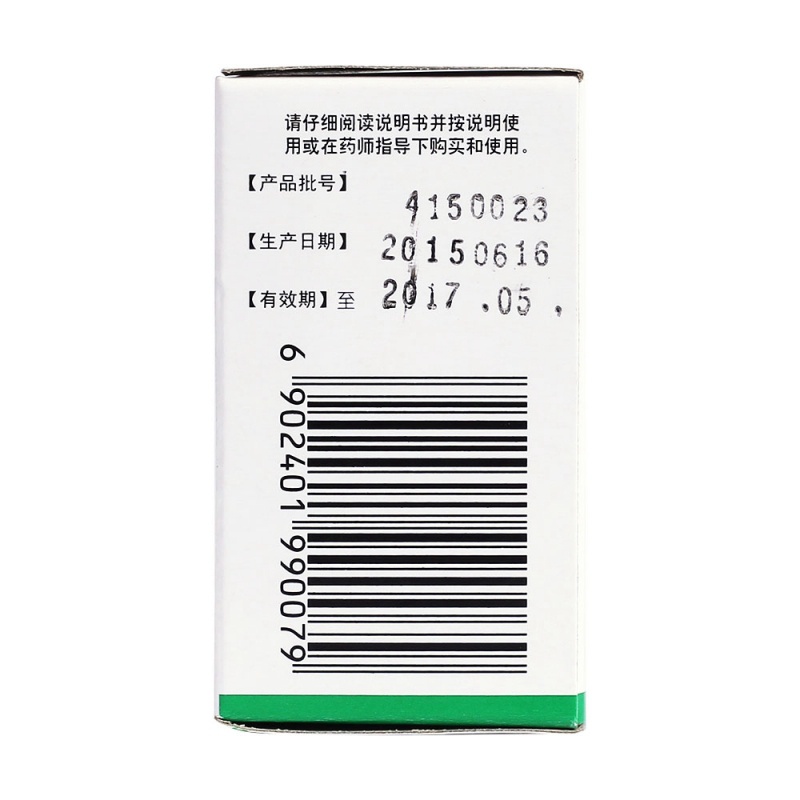 请仔细阅读说明书并按说明使
用或在药师指导下购买和使用。
【产品批号】 4150023
【生产日期】 20150616
【有效期】至 2017.05.
6 902401 990079